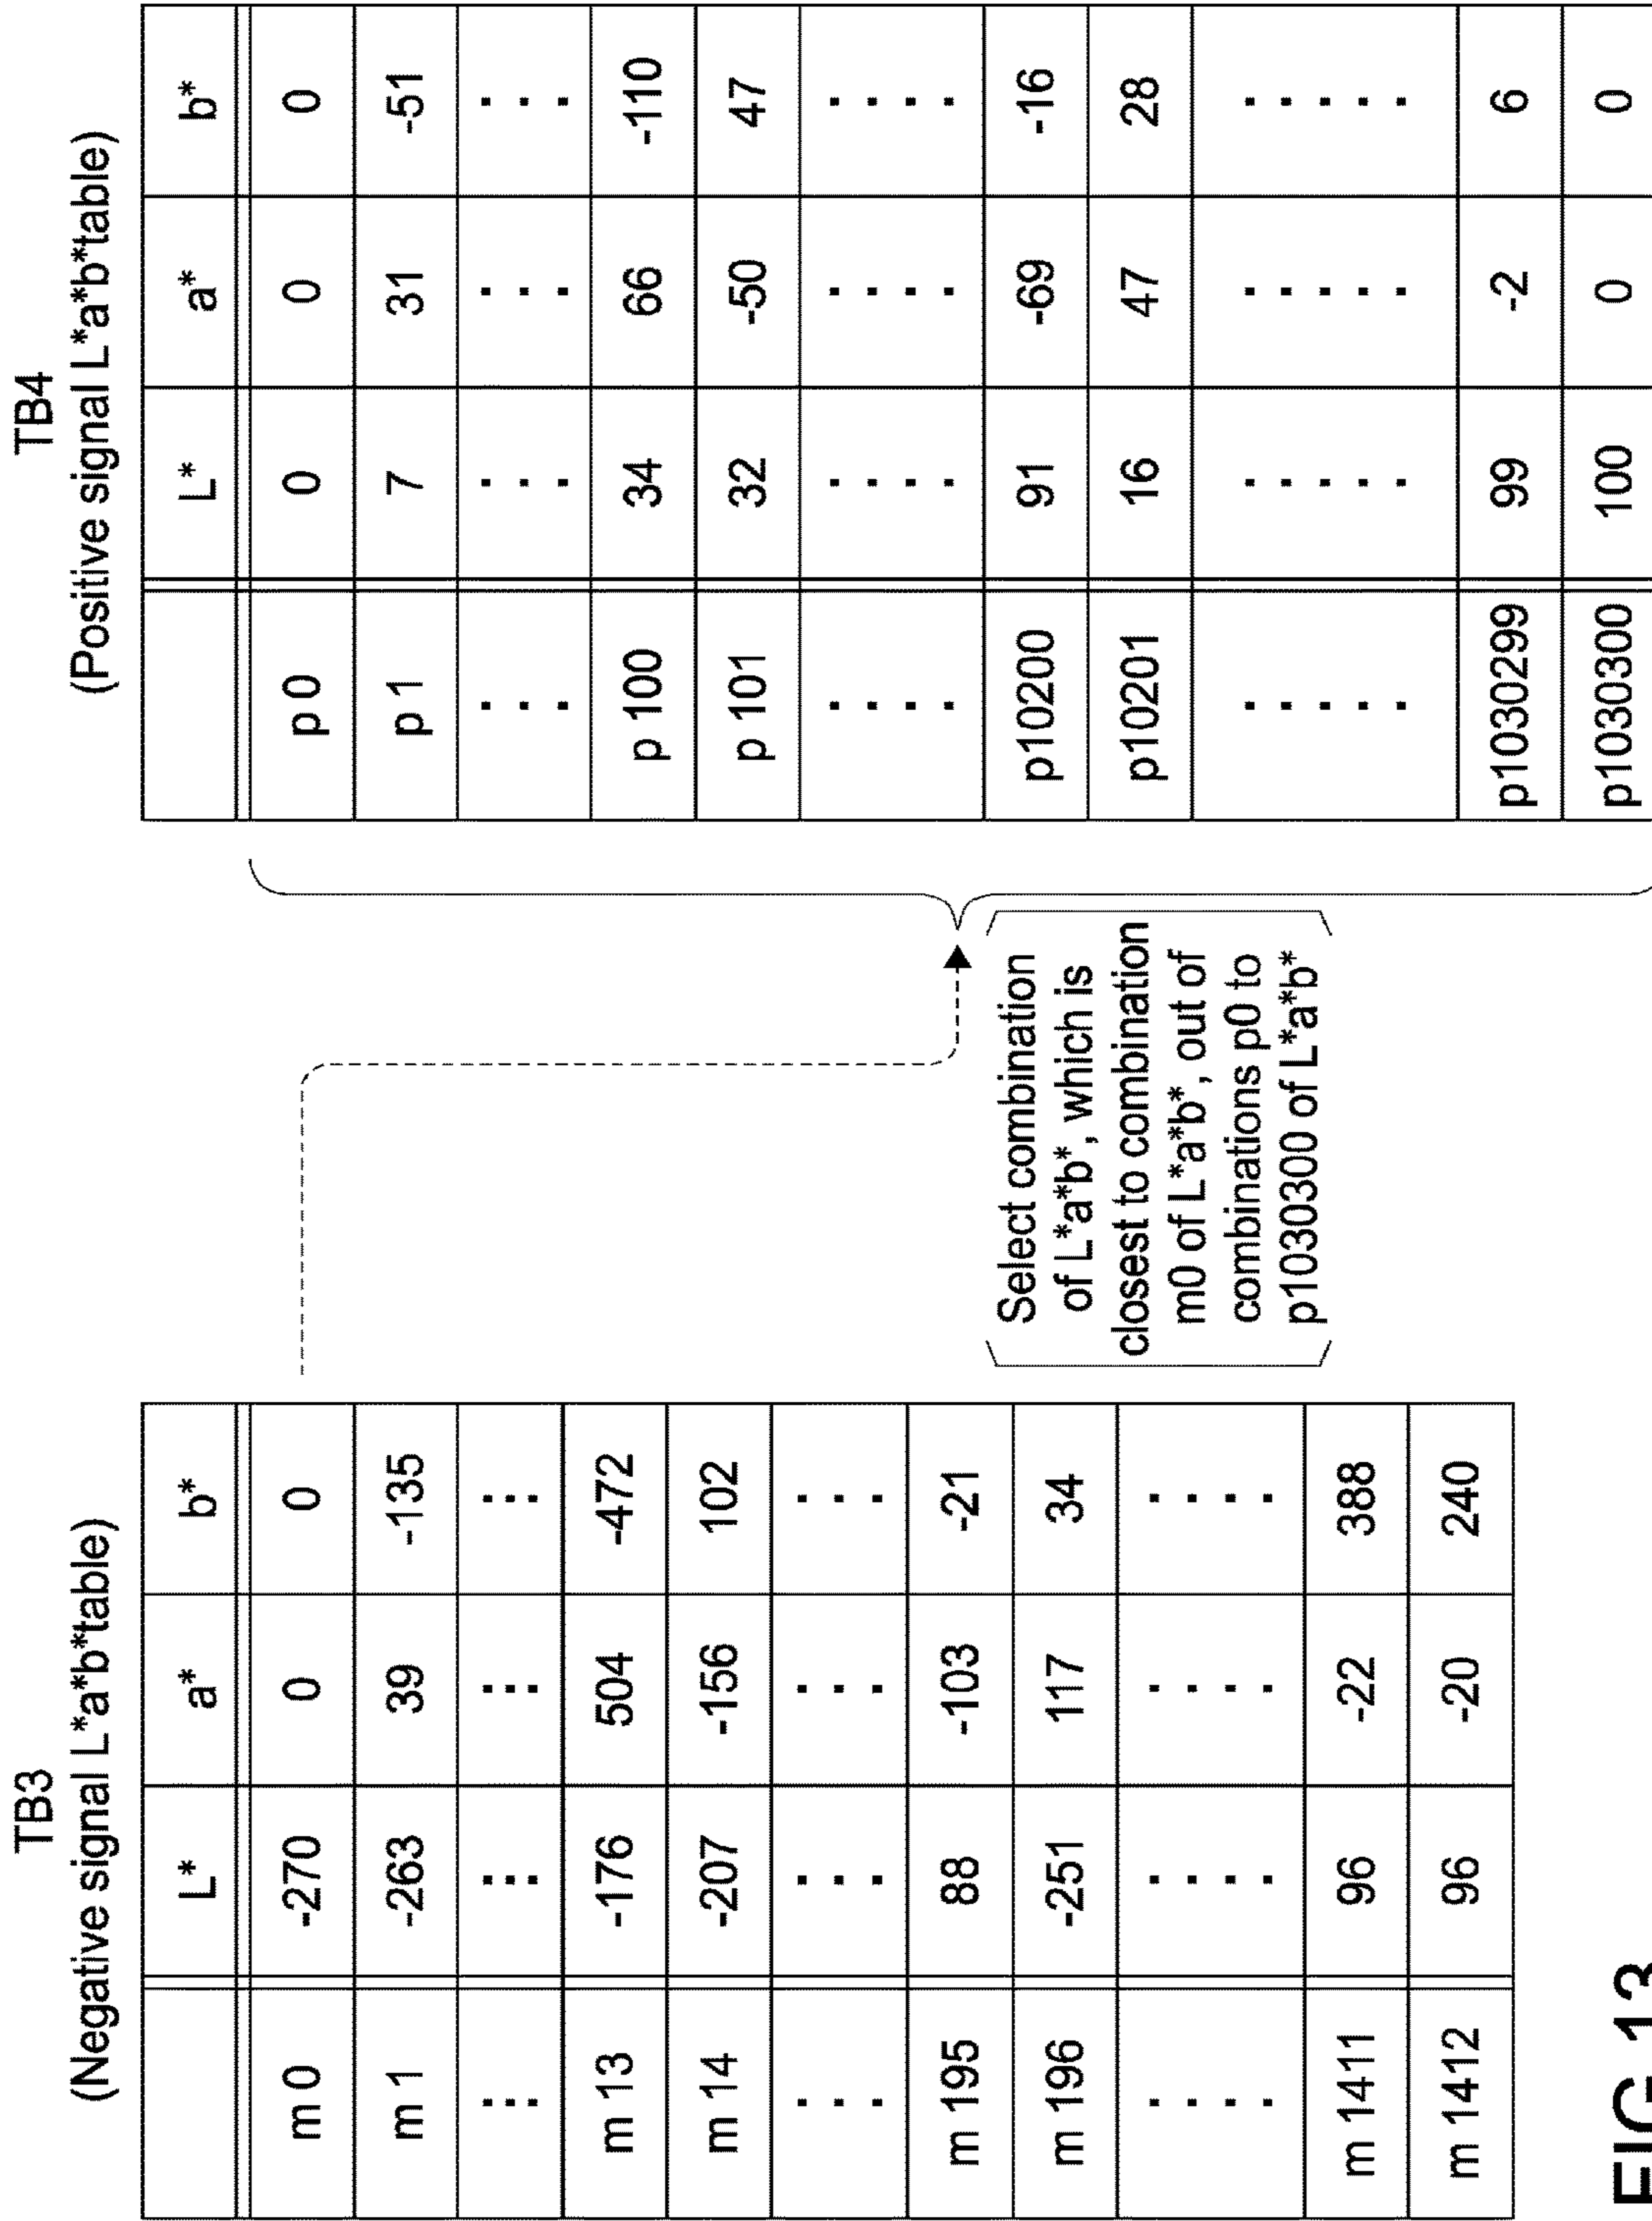 TB3
(Negative signal L*a*b*table)
L* a* b*
m 0 -270 0 0
m 1 -263 39 -135
m 13 -176 504 -472
m 14 -207 -156 102
m 195 88 -103 -21
m 196 -251 117 34
m 1411 96 -22 388
m 1412 96 -20 240
Select combination
of L*a*b*, which is
closest to combination
m0 of L*a*b*, out of
combinations p0 to
p1030300 of L*a*b*
TB4
(Positive signal L*a*b*table)
L* a* b*
p 0 0 0 0
p 1 7 31 -51
p 100 34 66 -110
p 101 32 -50 47
p10200 91 -69 -16
p10201 16 47 28
p1030299 99 -2 6
p1030300 100 0 0
FIG.13